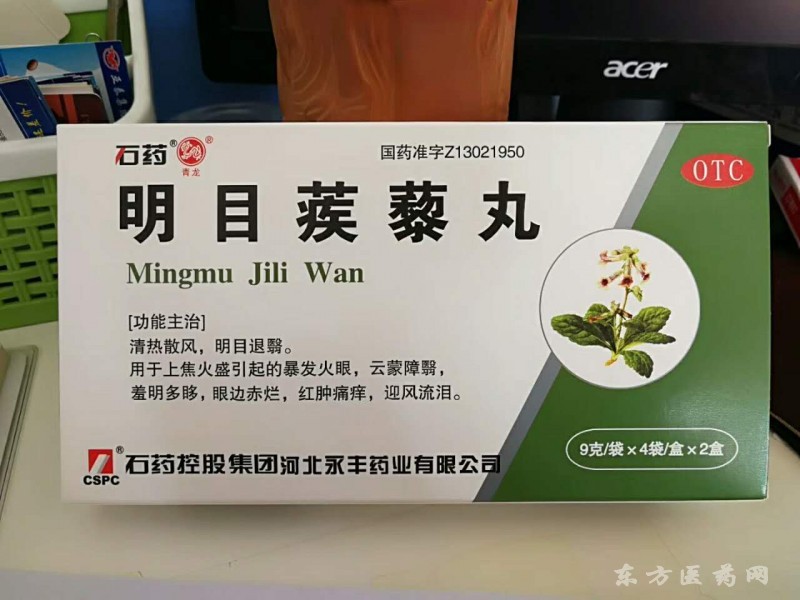 acer
石药® ®
青龙
国药准字Z13021950
OTC
明目蒺藜丸
Mingmu Jili Wan
[功能主治]
清热散风，明目退翳。
用于上焦火盛引起的暴发火眼，云蒙障翳，
羞明多眵，眼边赤烂，红肿痛痒，迎风流泪。
9克/袋×4袋/盒×2盒
® 石药控股集团河北永丰药业有限公司
CSPC
东方医药网